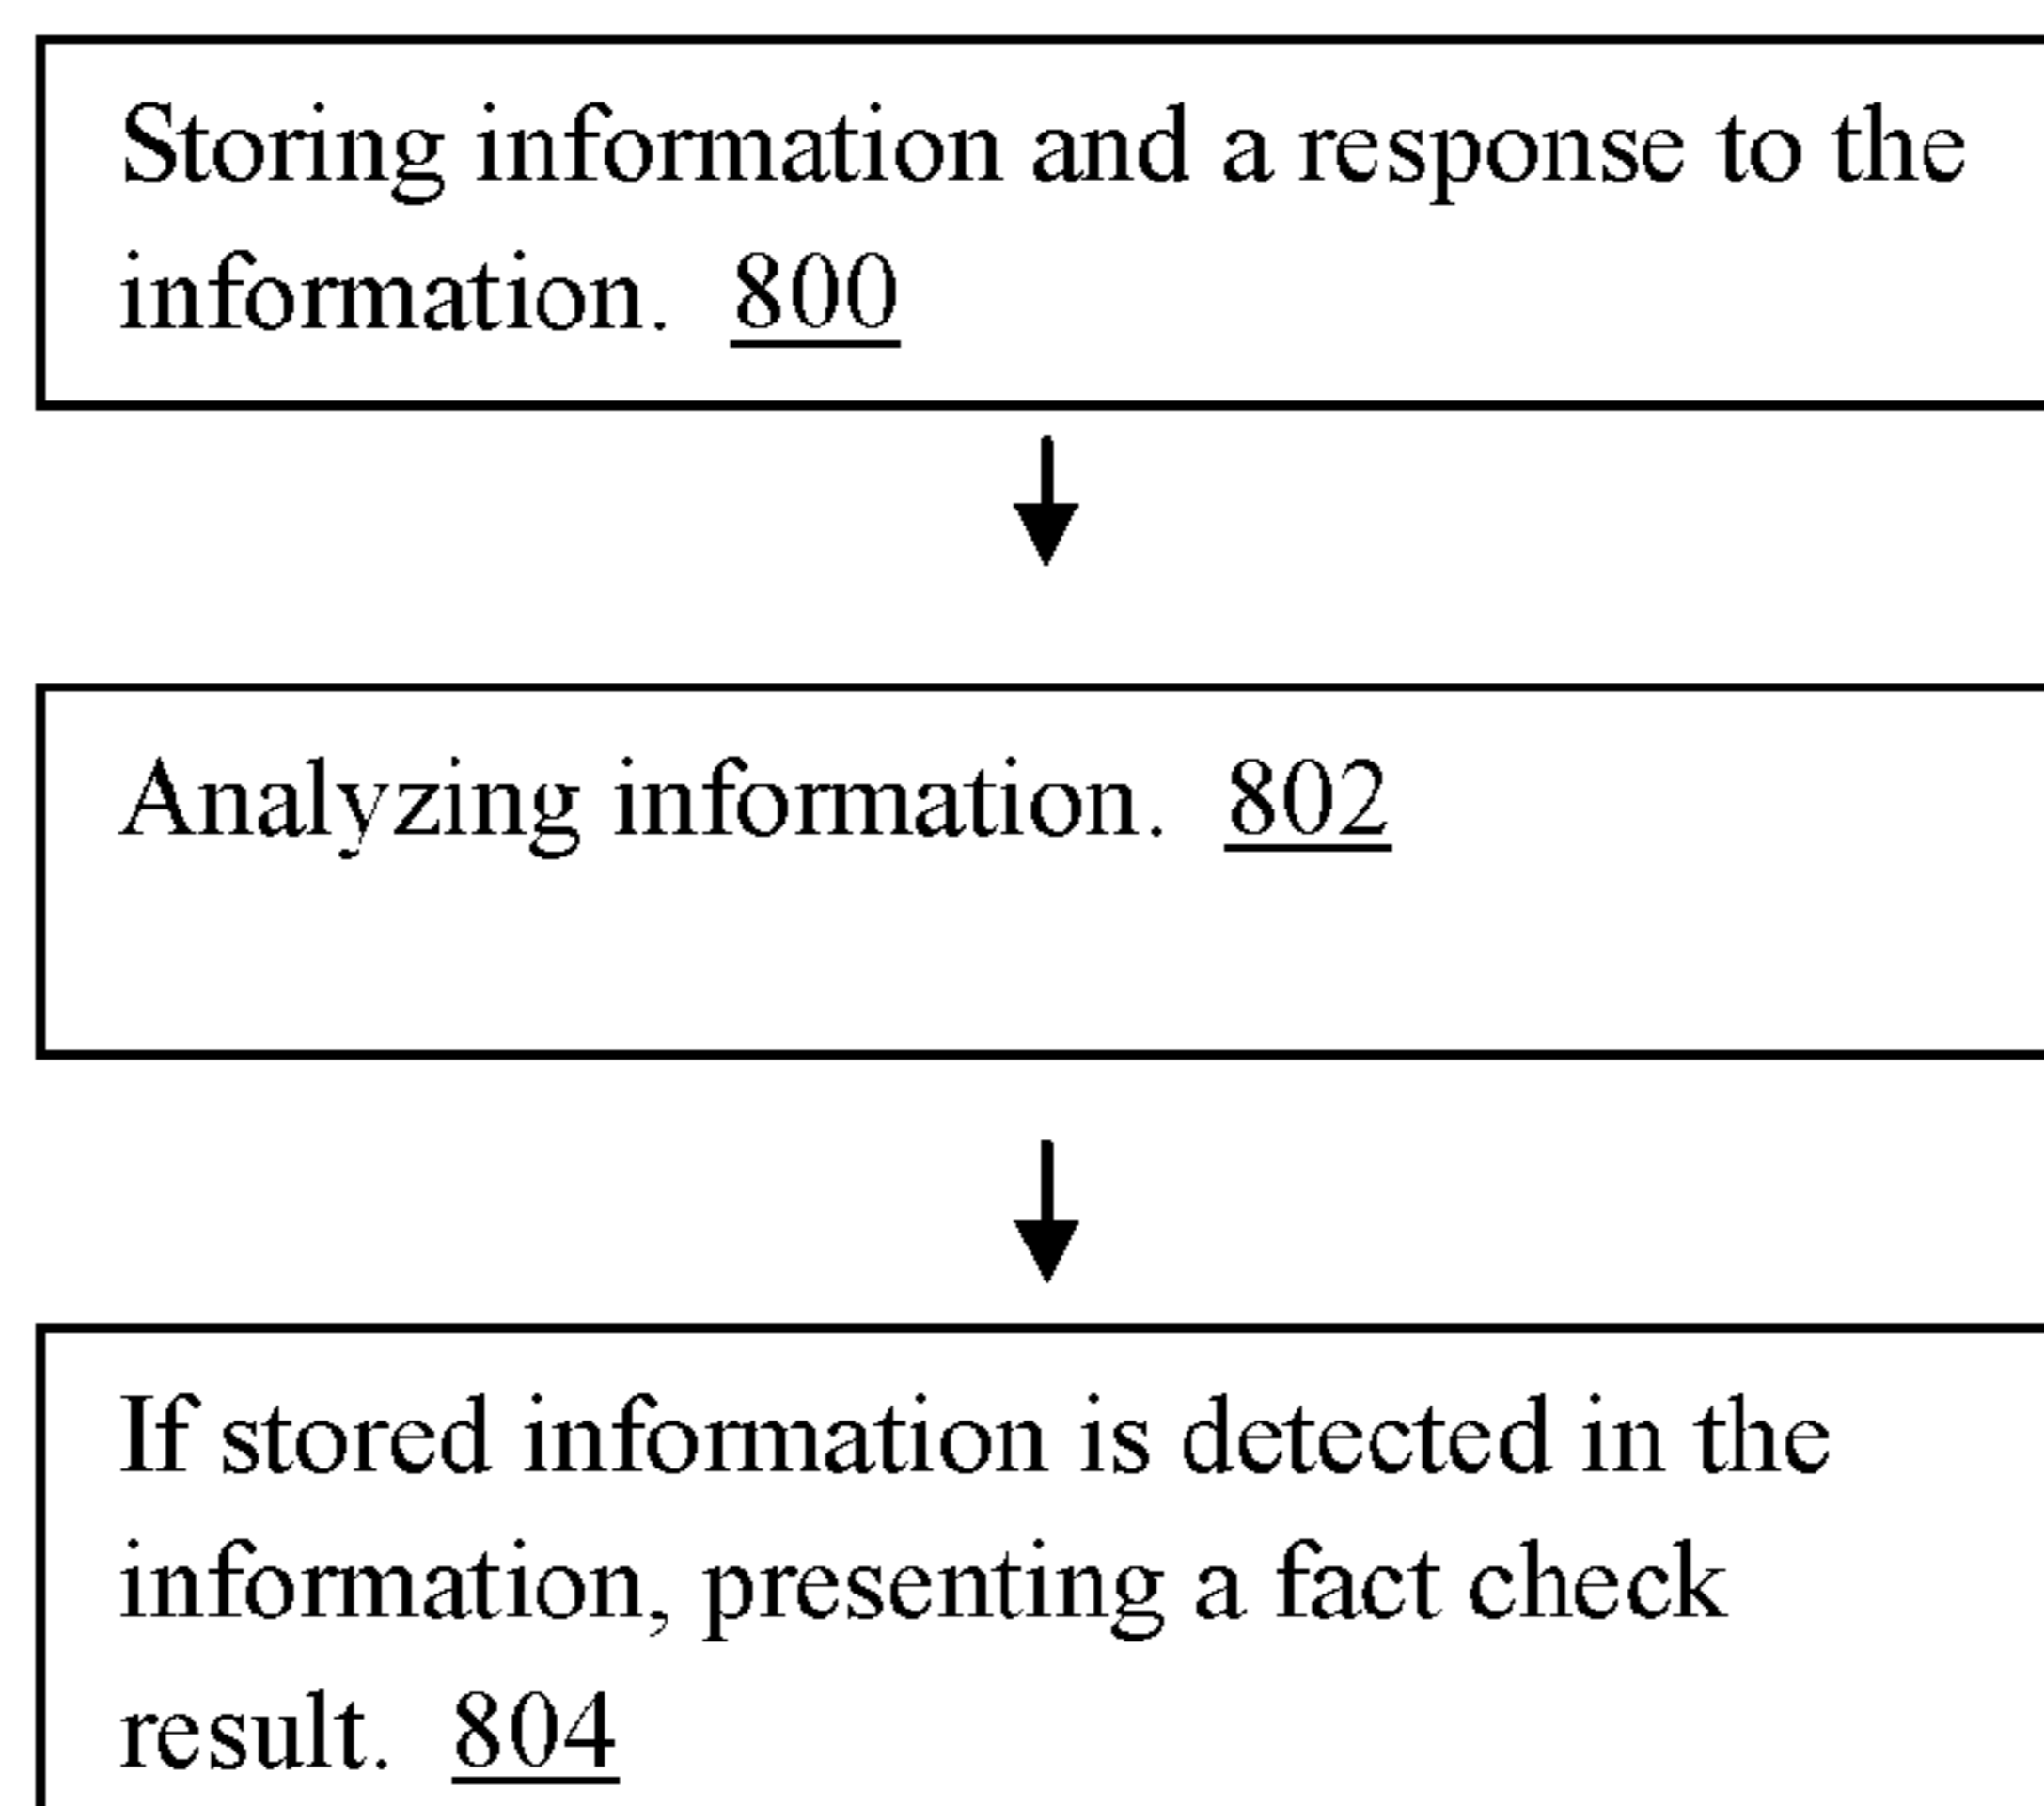 Storing information and a response to the
information. 800
Analyzing information. 802
If stored information is detected in the
information, presenting a fact check
result. 804